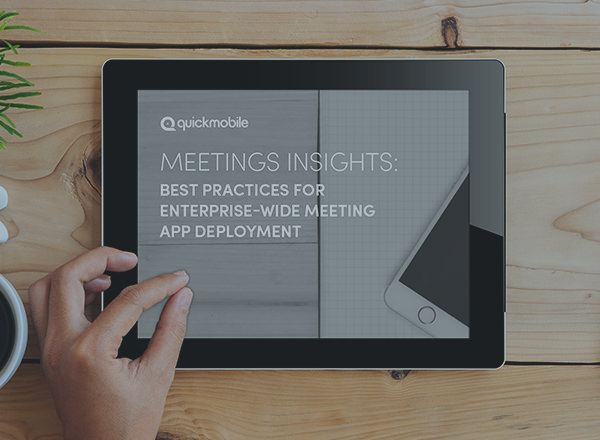 quickmobile
MEETINGS INSIGHTS:
BEST PRACTICES FOR
ENTERPRISE-WIDE MEETING
APP DEPLOYMENT